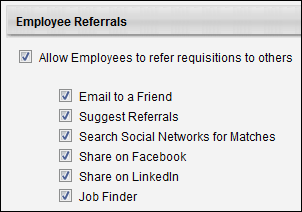 Employee Referrals
Allow Employees to refer requisitions to others
Email to a Friend
Suggest Referrals
Search Social Networks for Matches
Share on Facebook
Share on LinkedIn
Job Finder